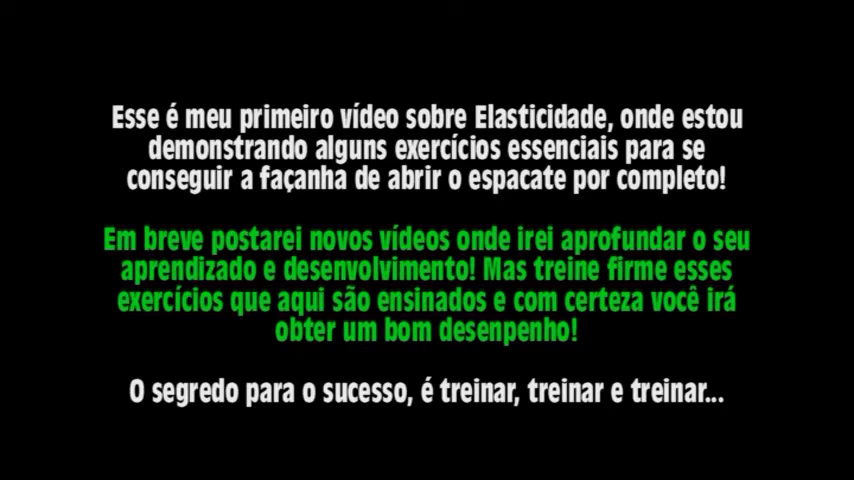 Esse é meu primeiro vídeo sobre Elasticidade, onde estou
demonstrando alguns exercícios essenciais para se
conseguir a façanha de abrir o espacate por completo!
Em breve postarei novos vídeos onde irei aprofundar o seu
aprendizado e desenvolvimento! Mas treine firme esses
exercícios que aqui são ensinados e com certeza você irá
obter um bom desenpenho!
O segredo para o sucesso, é treinar, treinar e treinar...